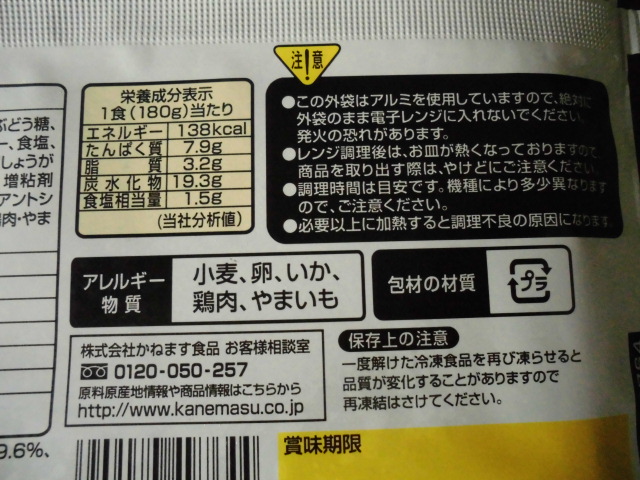 注!意
栄養成分表示
1食(180g)当たり
エネルギー 138kcal
たんぱく質 7.9g
脂質 3.2g
炭水化物 19.3g
食塩相当量 1.5g
(当社分析値)
●この外袋はアルミを使用していますので、絶対に
外袋のまま電子レンジに入れないでください。
発火の恐れがあります。
●レンジ調理後は、お皿が熱くなっておりますので
商品を取り出す際は、やけどにご注意ください。
●調理時間は目安です。機種により多少異なります
ので、ご注意ください。
●必要以上に加熱すると調理不良の原因になります。
ぶどう糖、
ー、食塩、
しょうが
増粘剤
アントシ
鶏肉・やま
アレルギー
物質
小麦、卵、いか、
鶏肉、やまいも
包材の材質
プラ
株式会社かねます食品 お客様相談室
0120-050-257
原料原産地情報や商品情報はこちらから
http://www.kanemasu.co.jp
保存上の注意
一度解けた冷凍食品を再び凍らせると
品質が変化することがありますので
再凍結はさけてください。
9.6%、
賞味期限